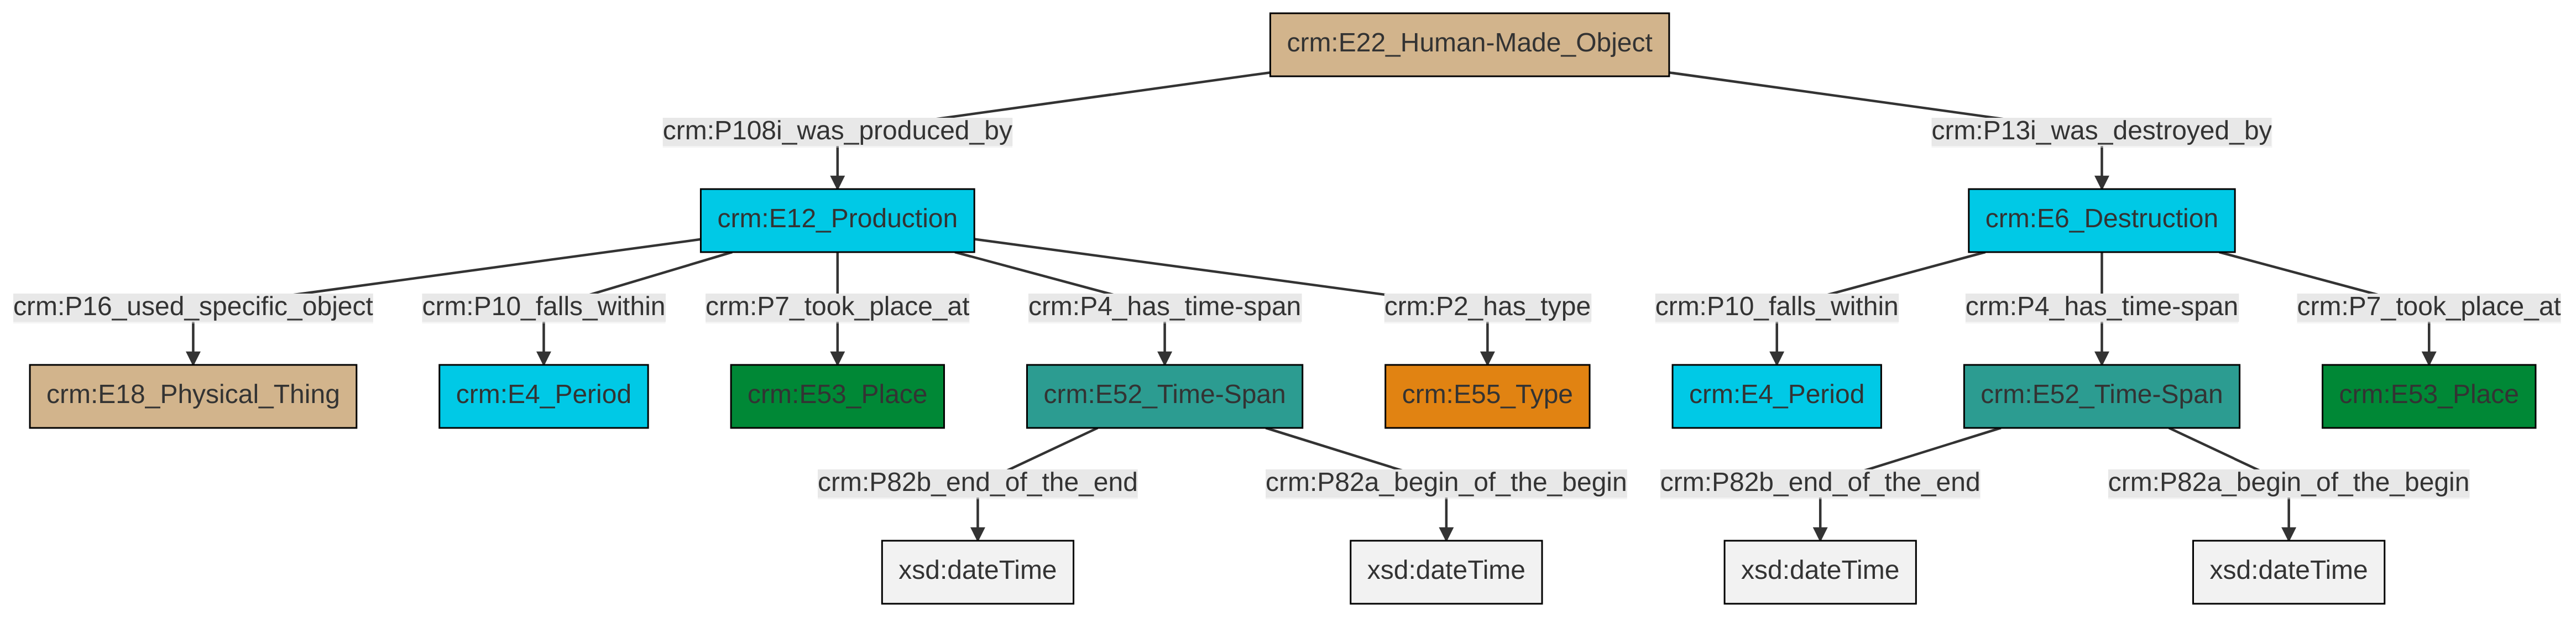 crm:E22_Human-Made_Object
crm:P108i_was_produced_by
crm:P13i_was_destroyed_by
crm:E12_Production
crm:E6_Destruction
crm:P16_used_specific_object
crm:P10_falls_within
crm:P7_took_place_at
crm:P4_has_time-span
crm:P2_has_type
crm:P10_falls_within
crm:P4_has_time-span
crm:P7_took_place_at
crm:E18_Physical_Thing
crm:E4_Period
crm:E53_Place
crm:E52_Time-Span
crm:E55_Type
crm:E4_Period
crm:E52_Time-Span
crm:E53_Place
crm:P82b_end_of_the_end
crm:P82a_begin_of_the_begin
crm:P82b_end_of_the_end
crm:P82a_begin_of_the_begin
xsd:dateTime
xsd:dateTime
xsd:dateTime
xsd:dateTime